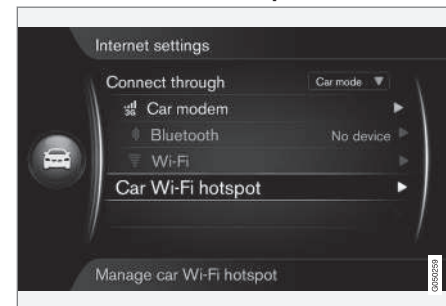 Internet settings
Connect through Car mode
3G Car modem
Bluetooth No device
Wi-Fi
Car Wi-Fi hotspot
Manage car Wi-Fi hotspot
G050259